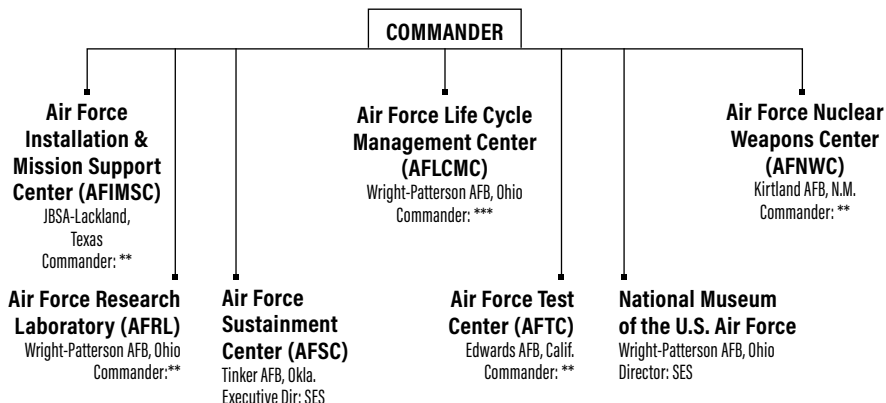 COMMANDER
Air Force
Installation &
Mission Support
Center (AFIMSC)
JBSA-Lackland,
Texas
Commander: **
Air Force Life Cycle
Management Center
(AFLCMC)
Wright-Patterson AFB, Ohio
Commander: ***
Air Force Nuclear
Weapons Center
(AFNWC)
Kirtland AFB, N.M.
Commander: **
Air Force Research
Laboratory (AFRL)
Wright-Patterson AFB, Ohio
Commander:**
Air Force
Sustainment
Center (AFSC)
Tinker AFB, Okla.
Executive Dir: SES
Air Force Test
Center (AFTC)
Edwards AFB, Calif.
Commander: **
National Museum
of the U.S. Air Force
Wright-Patterson AFB, Ohio
Director: SES